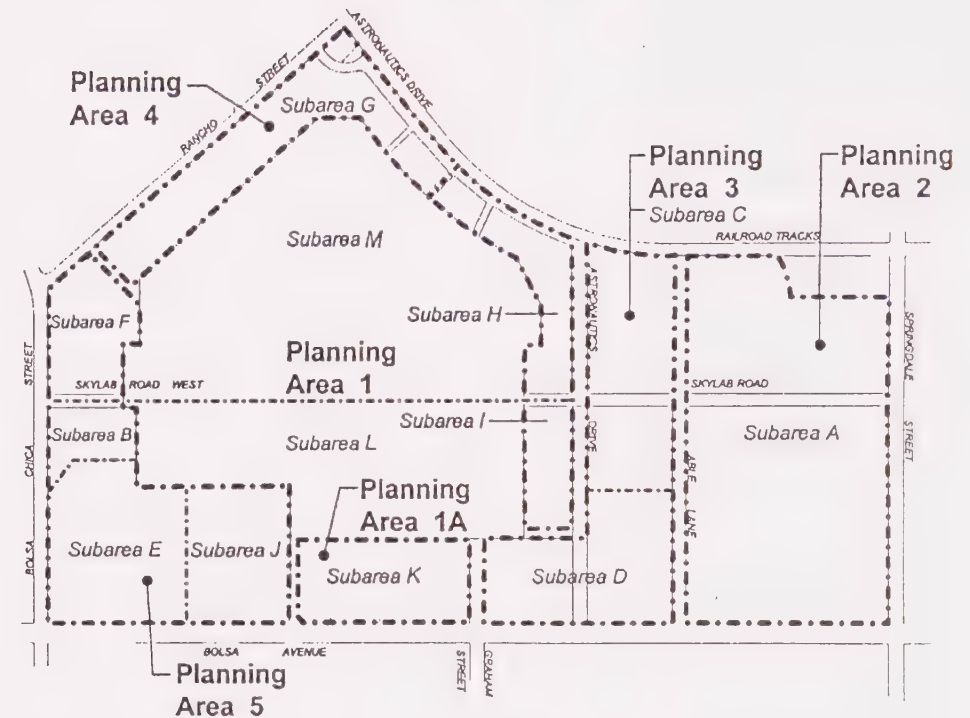 ASTRONAUTICS DRIVE
RANCHO STREET
Planning
Area 4
Subarea G
Planning
Area 3
Subarea C
Planning
Area 2
RAILROAD TRACKS
Subarea M
Subarea H
ASTRONAUTICS DRIVE
Subarea F
Planning
Area 1
SPRINGDALE STREET
SKYLAB ROAD WEST
SKYLAB ROAD
Subarea B
Subarea L
Subarea I
Subarea A
BOLSA CHICA STREET
ABLE LANE
Planning
Area 1A
Subarea E
Subarea J
Subarea K
Subarea D
BOLSA AVENUE
GRAHAM STREET
Planning
Area 5